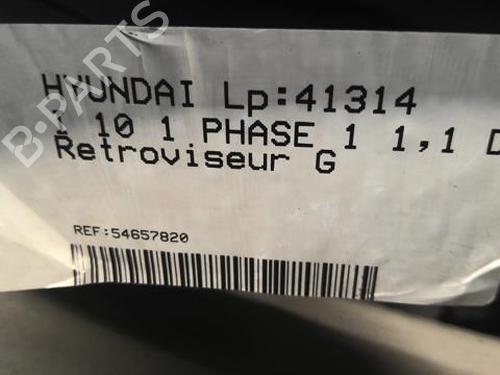 HYUNDAI Lp:41314
I 10 1 PHASE 1 1,1 D
Retroviseur G
REF:54657820
B-PARTS